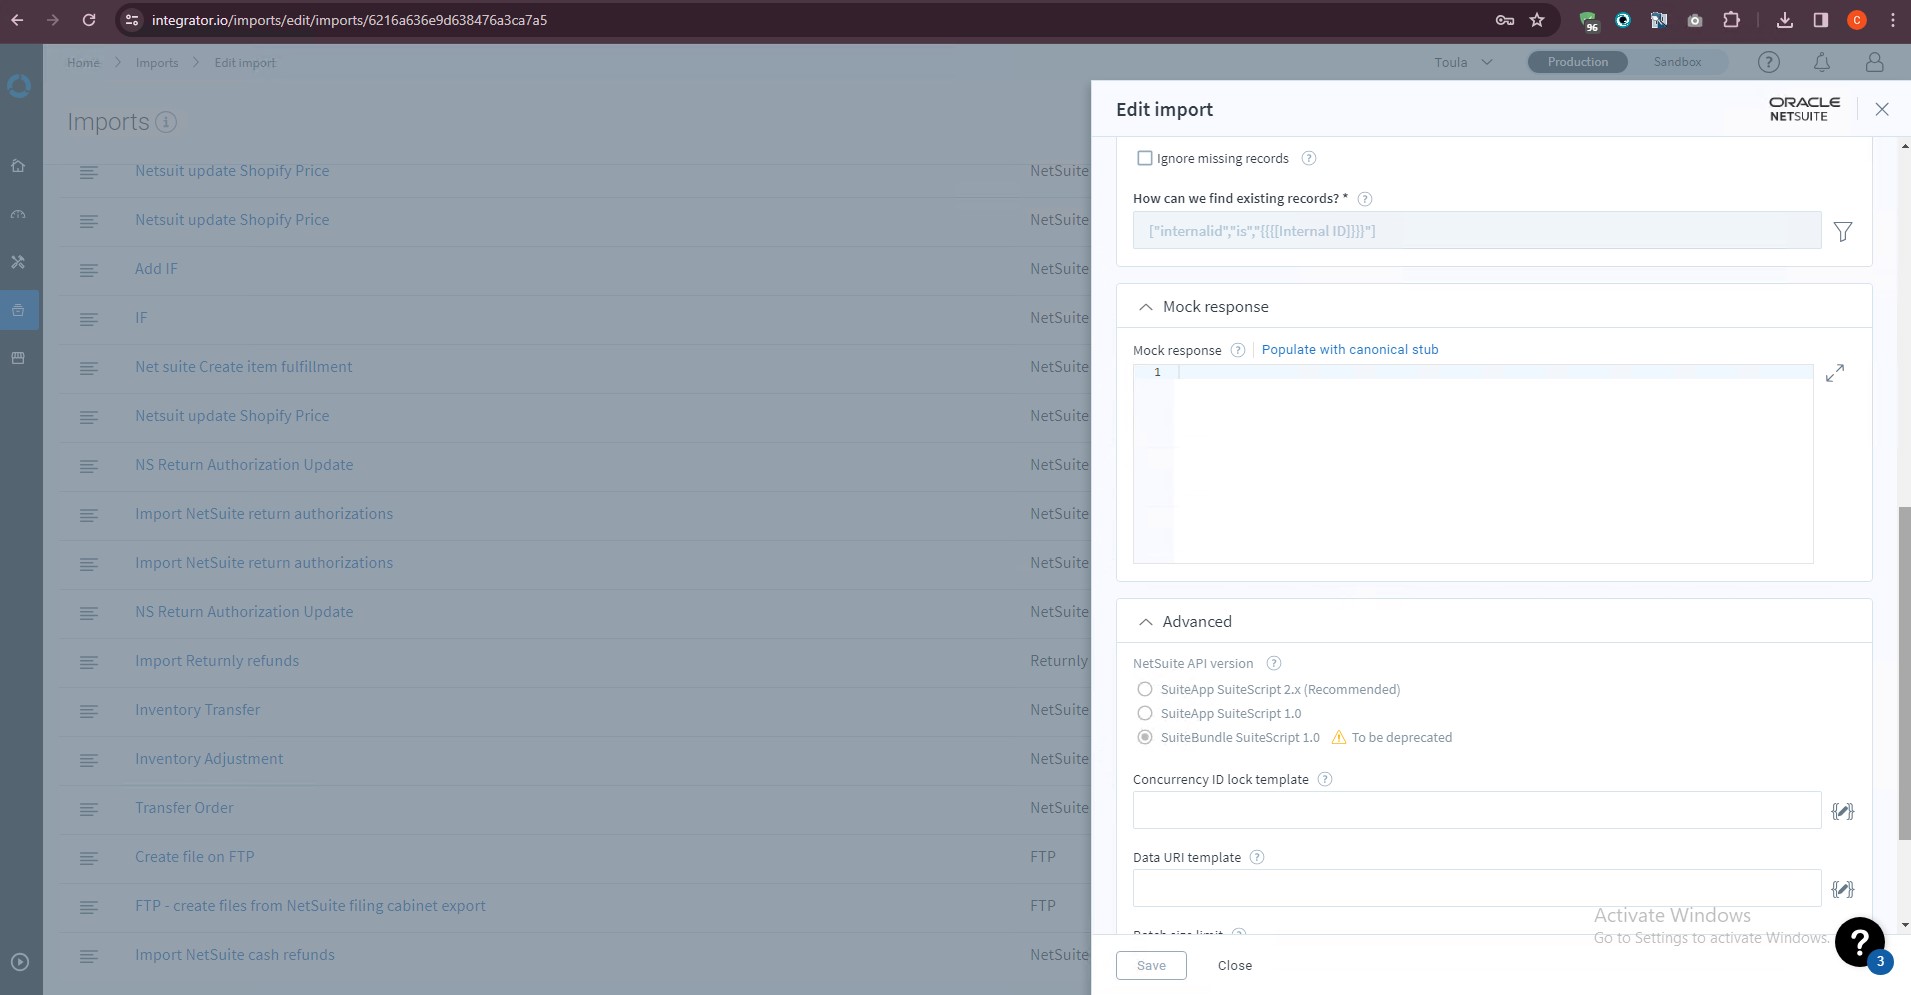 integrator.io/imports/edit/imports/6216a636e9d638476a3ca7a5
96
C
Home
Imports
Edit import
Toula
Production
Sandbox
?
Imports
i
Netsuit update Shopify Price
NetSuite
Netsuit update Shopify Price
NetSuite
Add IF
NetSuite
IF
NetSuite
Net suite Create item fulfillment
NetSuite
Netsuit update Shopify Price
NetSuite
NS Return Authorization Update
NetSuite
Import NetSuite return authorizations
NetSuite
Import NetSuite return authorizations
NetSuite
NS Return Authorization Update
NetSuite
Import Returnly refunds
Returnly
Inventory Transfer
NetSuite
Inventory Adjustment
NetSuite
Transfer Order
NetSuite
Create file on FTP
FTP
FTP - create files from NetSuite filing cabinet export
FTP
Import NetSuite cash refunds
NetSuite
Edit import
ORACLE
NETSUITE
Ignore missing records ?
How can we find existing records? * ?
["internalid","is","{{{[Internal ID]}}}"]
Mock response
Mock response ? Populate with canonical stub
1
Advanced
NetSuite API version ?
SuiteApp SuiteScript 2.x (Recommended)
SuiteApp SuiteScript 1.0
SuiteBundle SuiteScript 1.0 To be deprecated
Concurrency ID lock template ?
Data URI template ?
Batch size limit ?
Activate Windows
Go to Settings to activate Windows.
Save
Close
?
3